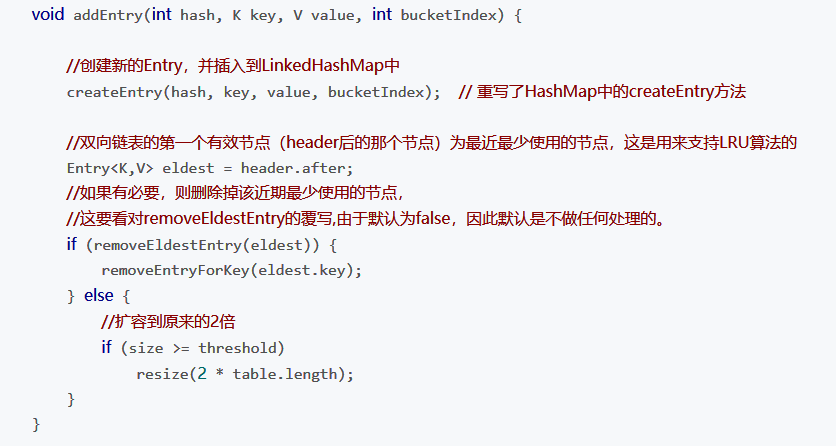 void addEntry(int hash, K key, V value, int bucketIndex) {
//创建新的Entry，并插入到LinkedHashMap中
createEntry(hash, key, value, bucketIndex);  // 重写了HashMap中的createEntry方法
//双向链表的第一个有效节点（header后的那个节点）为最近最少使用的节点，这是用来支持LRU算法的
Entry<K,V> eldest = header.after;
//如果有必要，则删除掉该近期最少使用的节点，
//这要看对removeEldestEntry的覆写,由于默认为false，因此默认是不做任何处理的。
if (removeEldestEntry(eldest)) {
removeEntryForKey(eldest.key);
} else {
//扩容到原来的2倍
if (size >= threshold)
resize(2 * table.length);
}
}